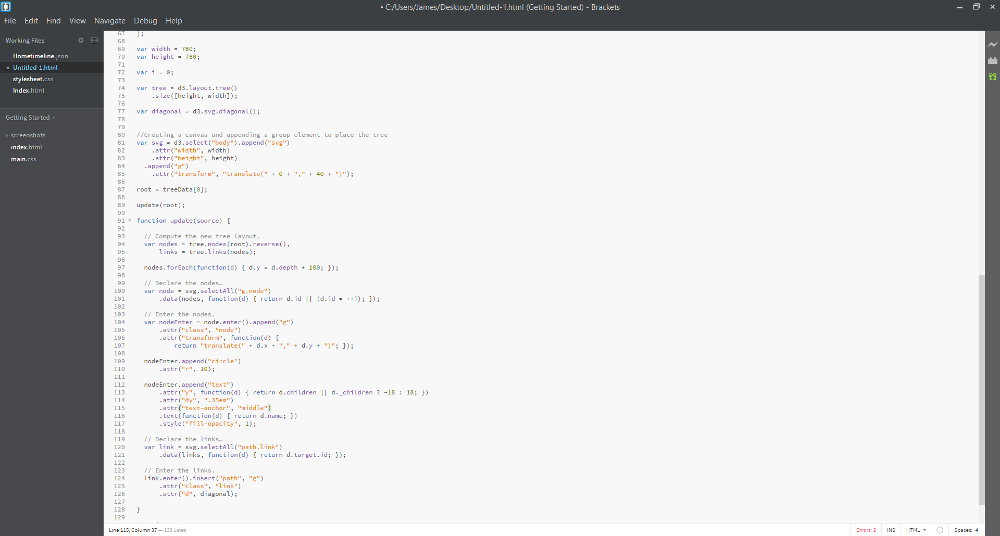 • C:/Users/James/Desktop/Untitled-1.html (Getting Started) - Brackets
File Edit Find View Navigate Debug Help
Working Files
Hometimeline.json
• Untitled-1.html
stylesheet.css
Index.html
Getting Started
screenshots
index.html
main.css
67 ];
68
69 var width = 780;
70 var height = 780;
71
72 var i = 0;
73
74 var tree = d3.layout.tree()
75     .size([height, width]);
76
77 var diagonal = d3.svg.diagonal();
78
79
80 //Creating a canvas and appending a group element to place the tree
81 var svg = d3.select("body").append("svg")
82     .attr("width", width)
83     .attr("height", height)
84   .append("g")
85     .attr("transform", "translate(" + 0 + "," + 40 + ")");
86
87 root = treeData[0];
88
89 update(root);
90
91 function update(source) {
92
93   // Compute the new tree layout.
94   var nodes = tree.nodes(root).reverse(),
95       links = tree.links(nodes);
96
97   nodes.forEach(function(d) { d.y = d.depth * 100; });
98
99   // Declare the nodes…
100   var node = svg.selectAll("g.node")
101       .data(nodes, function(d) { return d.id || (d.id = ++i); });
102
103   // Enter the nodes.
104   var nodeEnter = node.enter().append("g")
105       .attr("class", "node")
106       .attr("transform", function(d) {
107           return "translate(" + d.x + "," + d.y + ")"; });
108
109   nodeEnter.append("circle")
110       .attr("r", 10);
111
112   nodeEnter.append("text")
113       .attr("y", function(d) { return d.children || d._children ? -18 : 18; })
114       .attr("dy", ".35em")
115       .attr("text-anchor", "middle")
116       .text(function(d) { return d.name; })
117       .style("fill-opacity", 1);
118
119   // Declare the links…
120   var link = svg.selectAll("path.link")
121       .data(links, function(d) { return d.target.id; });
122
123   // Enter the links.
124   link.enter().insert("path", "g")
125       .attr("class", "link")
126       .attr("d", diagonal);
127
128 }
129
Line 115, Column 37 — 133 Lines
Errors: 2 INS HTML Spaces: 4